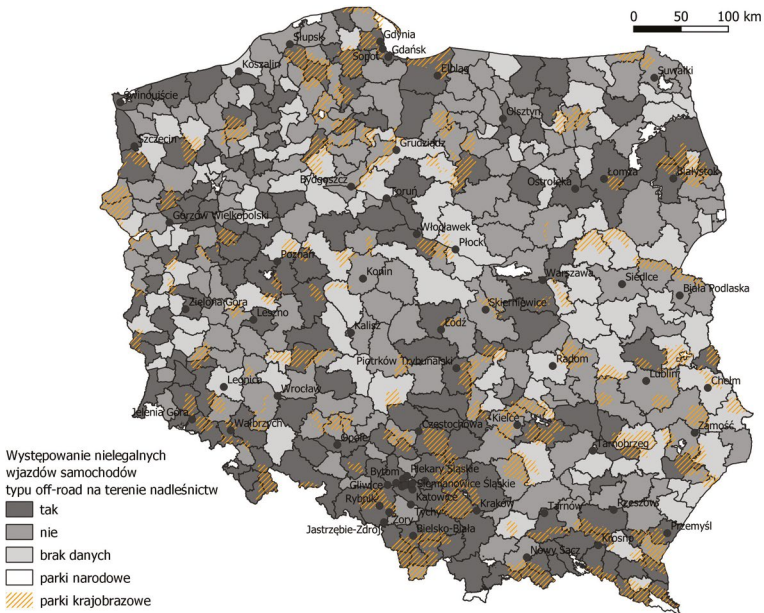 0 50 100 km
Gdynia
Słupsk
Gdańsk
Sopot
Koszalin
Elbląg
Suwałki
Świnoujście
Olsztyn
Szczecin
Grudziądz
Łomża
Bydgoszcz
Ostrołęka
Białystok
Toruń
Gorzów Wielkopolski
Włocławek
Płock
Poznań
Konin
Warszawa
Siedlce
Biała Podlaska
Zielona Góra
Skierniewice
Leszno
Łódź
Kalisz
Piotrków Trybunalski
Radom
Lublin
Legnica
Chełm
Wrocław
Jelenia Góra
Wałbrzych
Częstochowa
Kielce
Zamość
Opole
Tarnobrzeg
Bytom
Piekary Śląskie
Gliwice
Siemianowice Śląskie
Katowice
Rybnik
Tychy
Kraków
Tarnów
Rzeszów
Żory
Jastrzębie-Zdrój
Bielsko-Biała
Przemyśl
Krosno
Nowy Sącz
Występowanie nielegalnych
wjazdów samochodów
typu off-road na terenie nadleśnictw
tak
nie
brak danych
parki narodowe
parki krajobrazowe